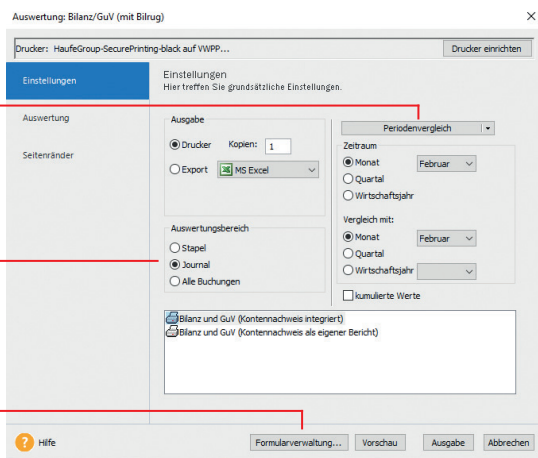 Auswertung: Bilanz/GuV (mit Bilrug)
Drucker: HaufeGroup-SecurePrinting-black auf VWPP...
Drucker einrichten
Einstellungen
Auswertung
Seitenränder
Einstellungen
Hier treffen Sie grundsätzliche Einstellungen.
Ausgabe
Drucker Kopien: 1
Export MS Excel
Auswertungsbereich
Stapel
Journal
Alle Buchungen
Periodenvergleich
Zeitraum
Monat Februar
Quartal
Wirtschaftsjahr
Vergleich mit:
Monat Februar
Quartal
Wirtschaftsjahr
kumulierte Werte
Bilanz und GuV (Kontennachweis integriert)
Bilanz und GuV (Kontennachweis als eigener Bericht)
? Hilfe
Formularverwaltung...
Vorschau
Ausgabe
Abbrechen